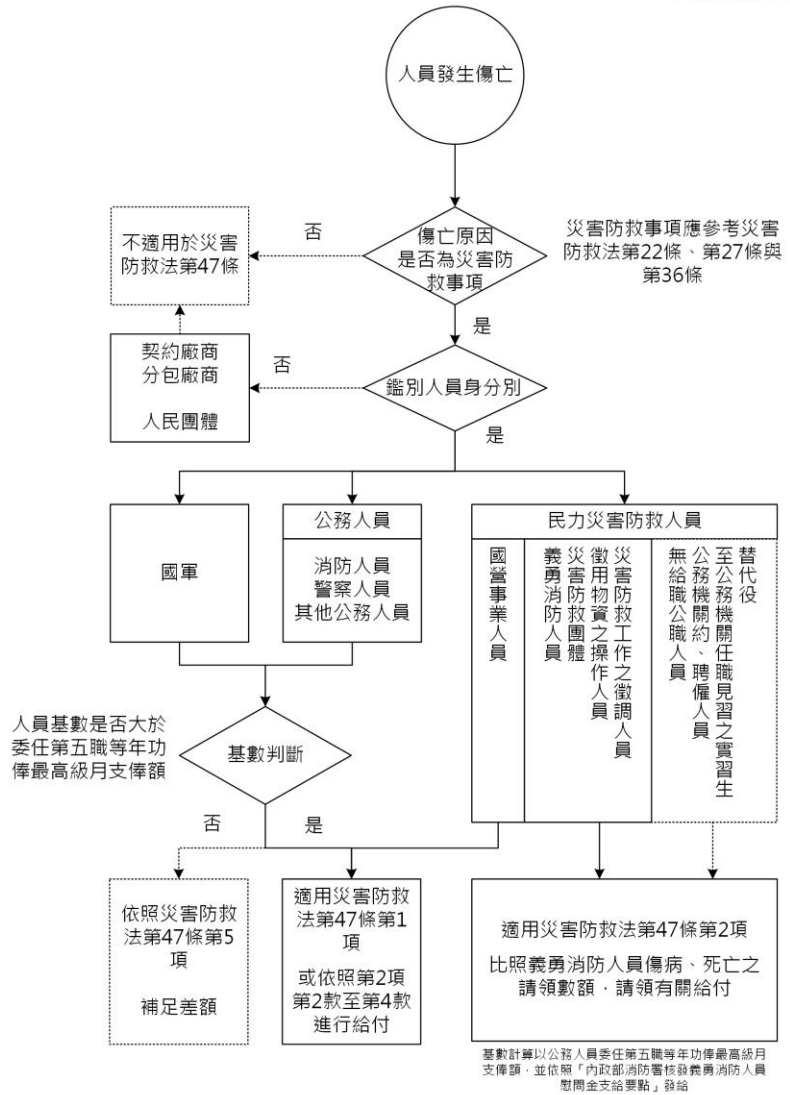 人員發生傷亡
傷亡原因
是否為災害防
救事項
否
不適用於災害
防救法第47條
災害防救事項應參考災害
防救法第22條、第27條與
第36條
是
鑑別人員身分別
否
契約廠商
分包廠商
人民團體
是
國軍
公務人員
消防人員
警察人員
其他公務人員
民力災害防救人員
國營事業人員
災害防救工作之徵調人員
徵用物資之操作人員
災害防救團體
義勇消防人員
替代役
至公務機關任職見習之實習生
公務機關約、聘僱人員
無給職公職人員
人員基數是否大於
委任第五職等年功
俸最高級月支俸額
基數判斷
否
是
依照災害防救
法第47條第5
項
補足差額
適用災害防救
法第47條第1
項
或依照第2項
第2款至第4款
進行給付
適用災害防救法第47條第2項
比照義勇消防人員傷病、死亡之
請領數額，請領有關給付
基數計算以公務人員委任第五職等年功俸最高級月
支俸額，並依照「內政部消防署核發義勇消防人員
慰問金支給要點」發給